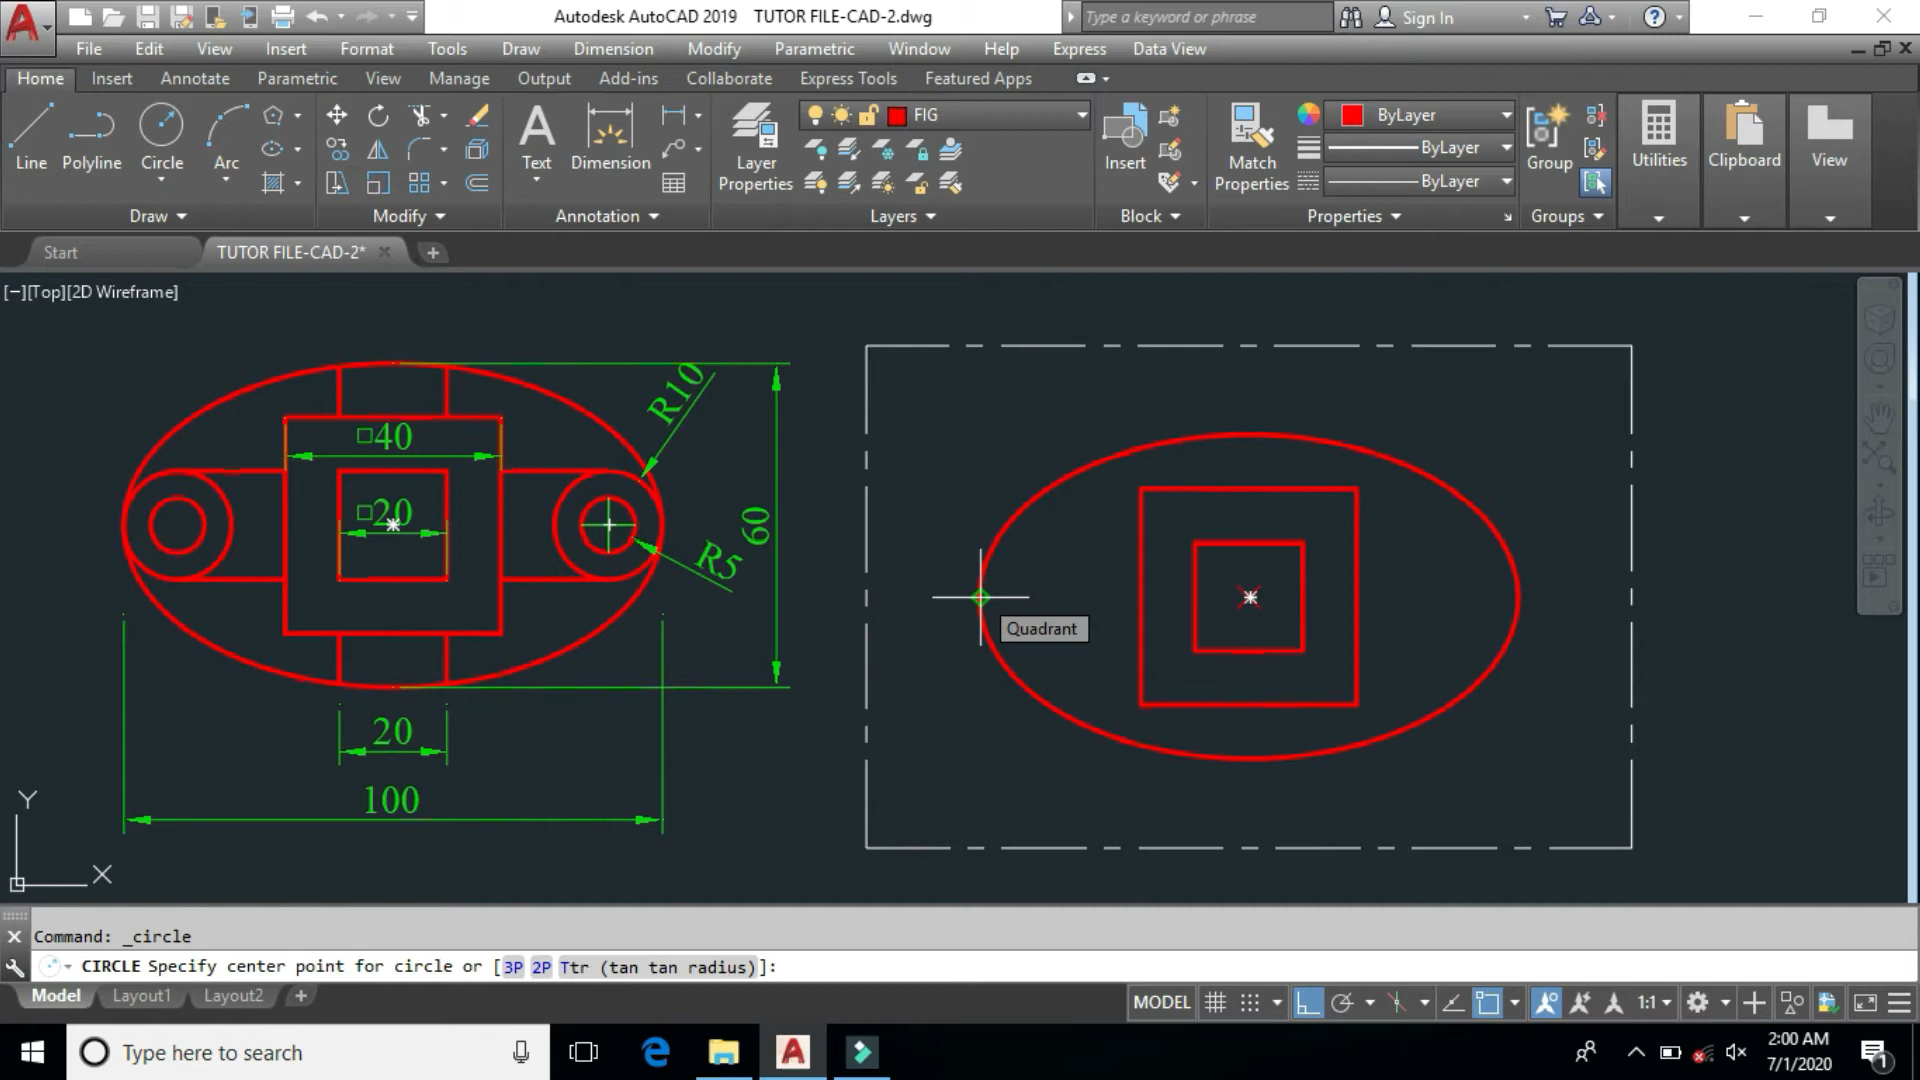 Autodesk AutoCAD 2019 TUTOR FILE-CAD-2.dwg
Type a keyword or phrase
Sign In
File Edit View Insert Format Tools Draw Dimension Modify Parametric Window Help Express Data View
Home Insert Annotate Parametric View Manage Output Add-ins Collaborate Express Tools Featured Apps
FIG
ByLayer
Line Polyline Circle Arc
Text Dimension
Layer Properties
Insert
Match Properties
ByLayer
ByLayer
Group
Utilities Clipboard View
Draw Modify Annotation Layers Block Properties Groups
Start TUTOR FILE-CAD-2*
[−][Top][2D Wireframe]
R10
□40
□20
60
R5
Quadrant
20
100
Y
X
Command: _circle
CIRCLE Specify center point for circle or [3P 2P Ttr (tan tan radius)]:
Model Layout1 Layout2
MODEL
1:1
Type here to search
2:00 AM
7/1/2020
1